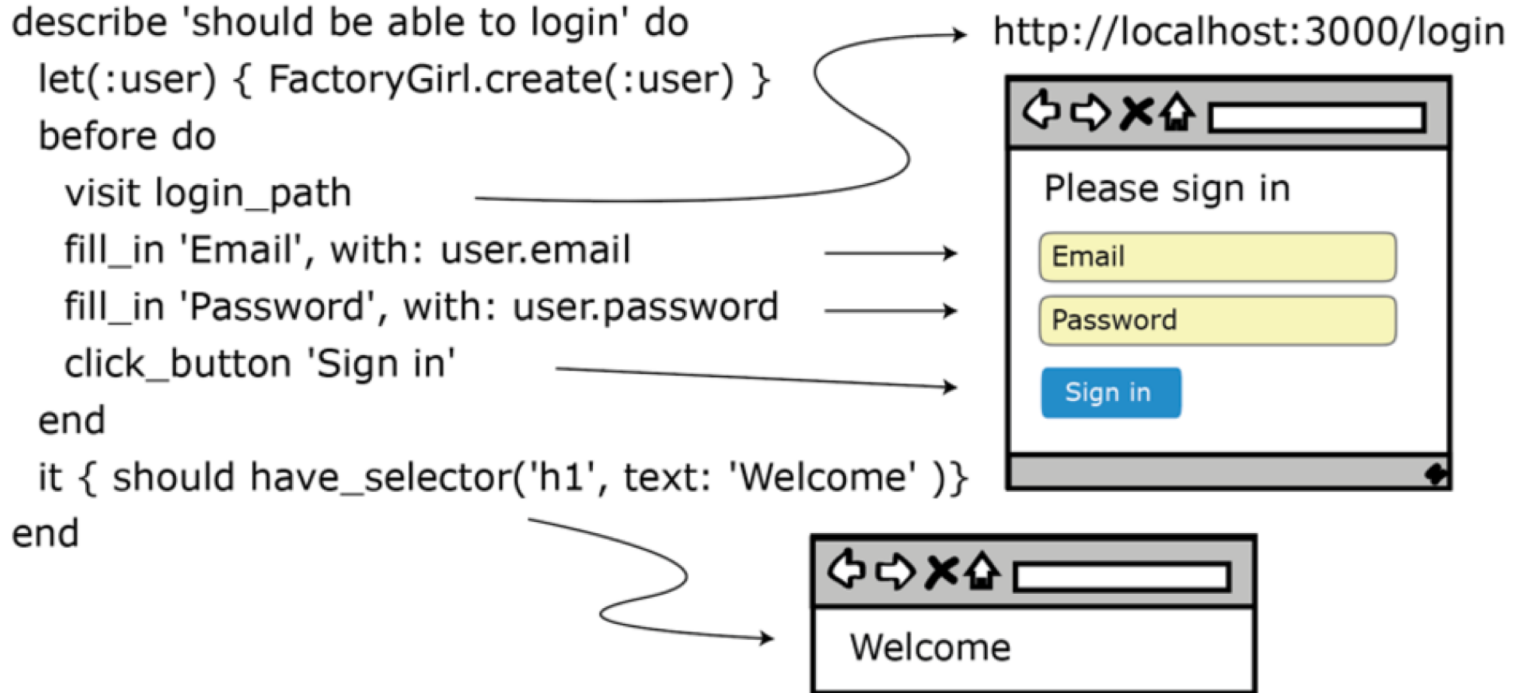 describe 'should be able to login' do
let(:user) { FactoryGirl.create(:user) }
before do
visit login_path
fill_in 'Email', with: user.email
fill_in 'Password', with: user.password
click_button 'Sign in'
end
it { should have_selector('h1', text: 'Welcome' )}
end
http://localhost:3000/login
Please sign in
Email
Password
Sign in
Welcome